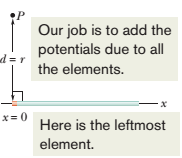 P
Our job is to add the
potentials due to all
the elements.
d = r
x
x = 0
Here is the leftmost
element.